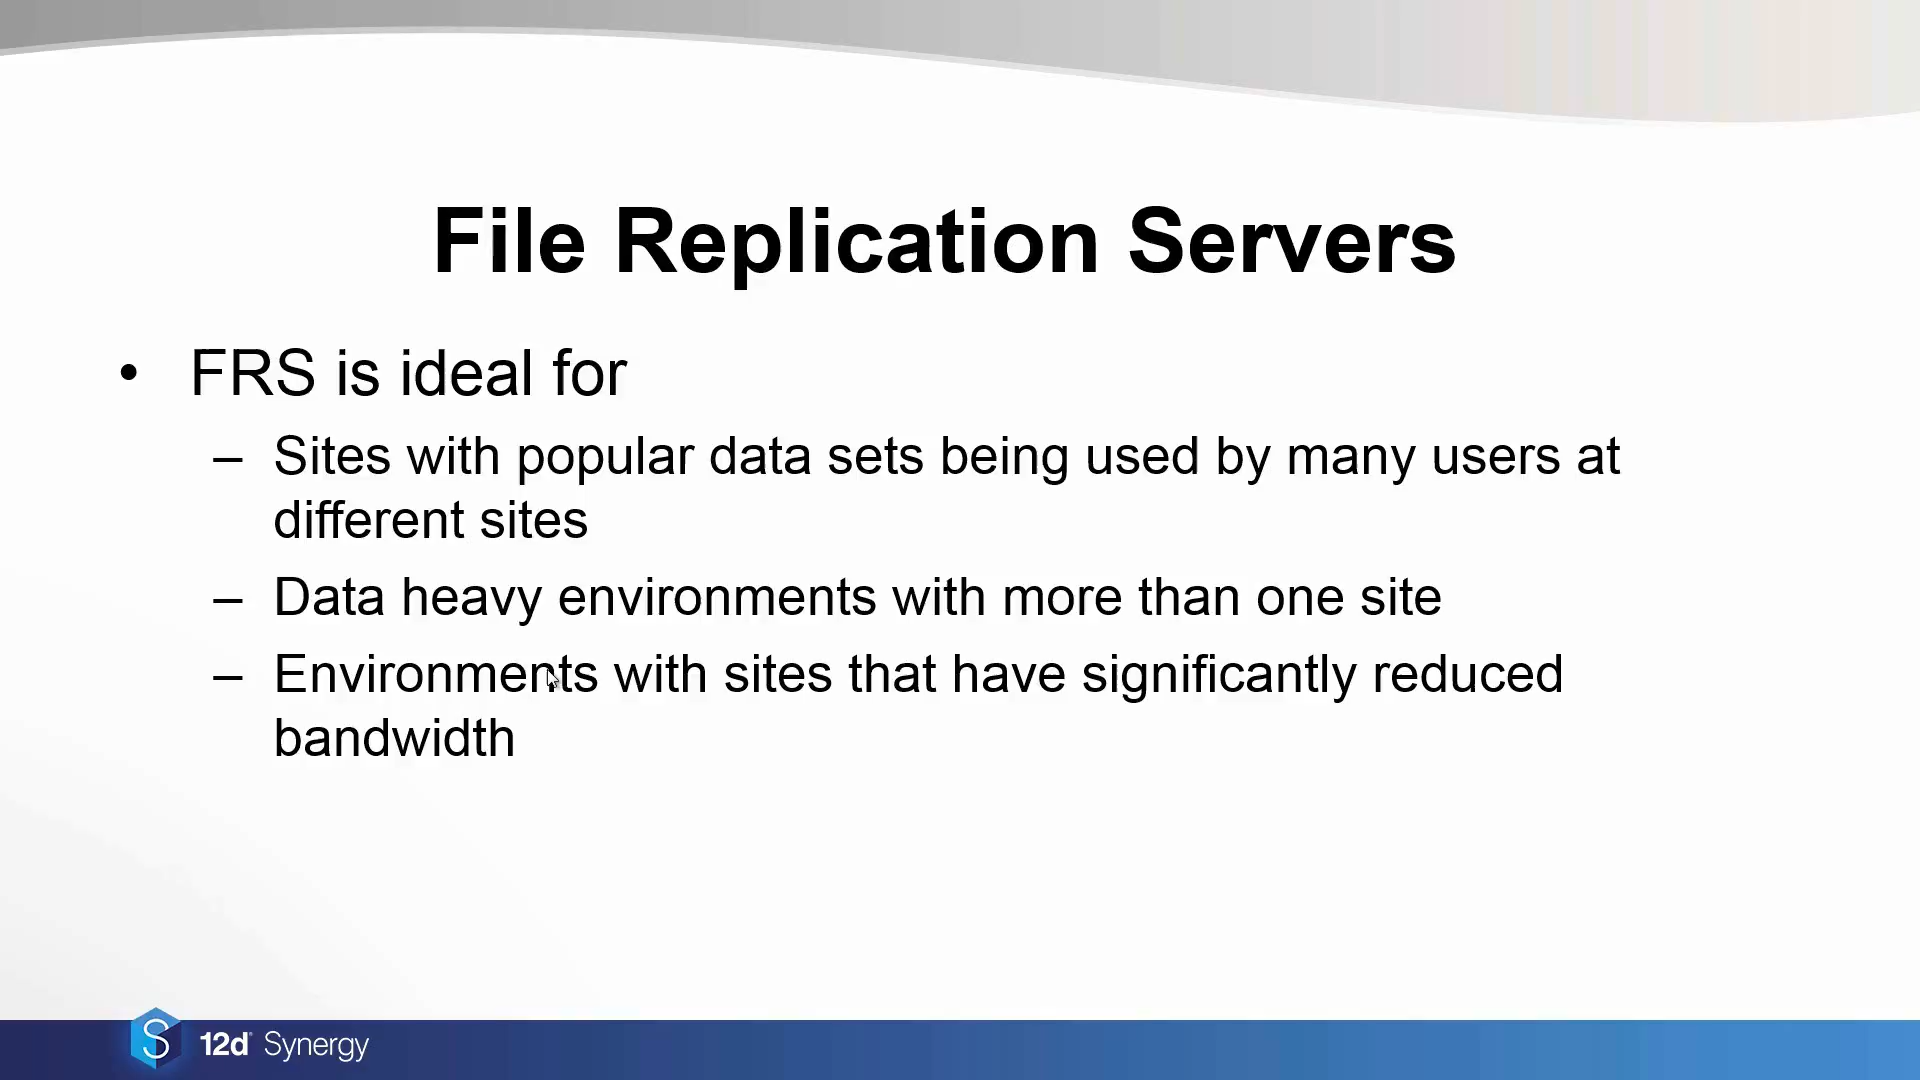 File Replication Servers
• FRS is ideal for
– Sites with popular data sets being used by many users at
different sites
– Data heavy environments with more than one site
– Environments with sites that have significantly reduced
bandwidth
S 12d Synergy